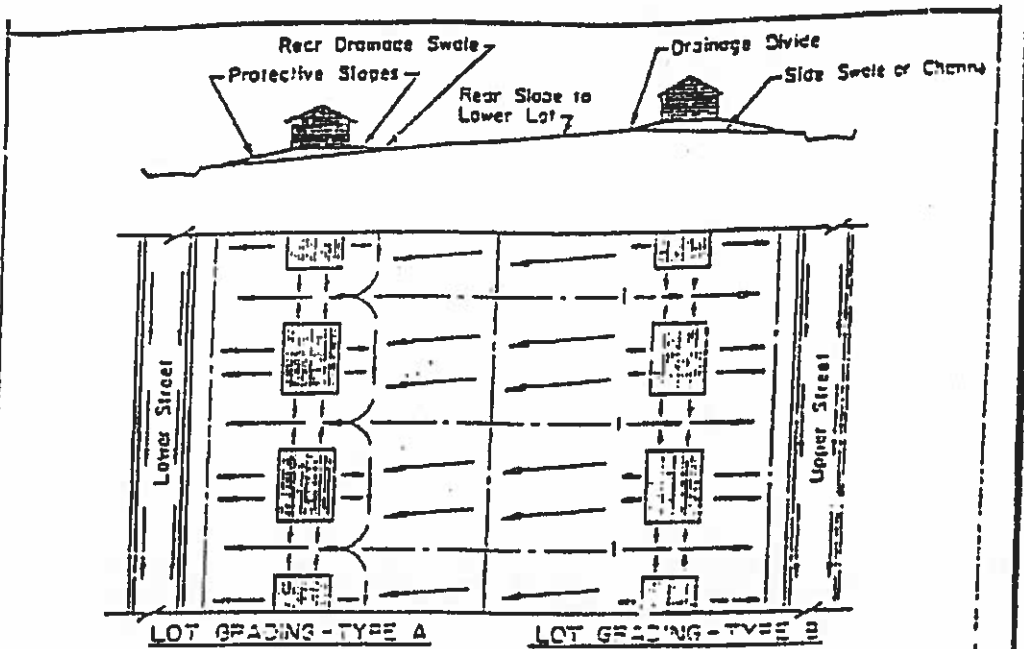 Rear Drainage Swale
Drainage Divide
Protective Slopes
Side Swale or Channe
Rear Slope to
Lower Lot
Lower Street
Upper Street
LOT GRADING - TYPE A
LOT GRADING - TYPE B